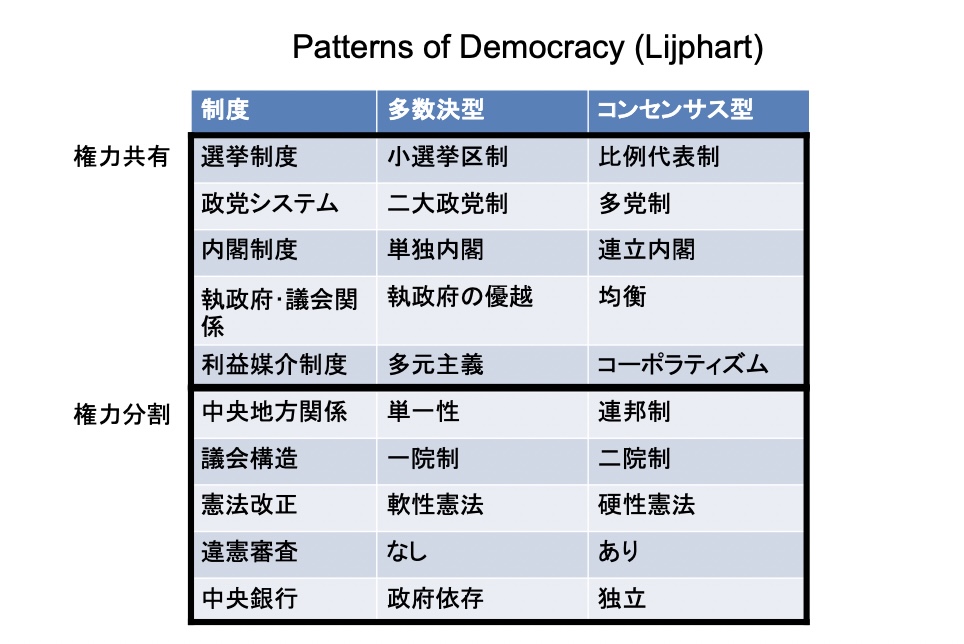 Patterns of Democracy (Lijphart)
制度 多数決型 コンセンサス型
権力共有 選挙制度 小選挙区制 比例代表制
政党システム 二大政党制 多党制
内閣制度 単独内閣 連立内閣
執政府・議会関 執政府の優越 均衡
係
利益媒介制度 多元主義 コーポラティズム
権力分割 中央地方関係 単一性 連邦制
議会構造 一院制 二院制
憲法改正 軟性憲法 硬性憲法
違憲審査 なし あり
中央銀行 政府依存 独立